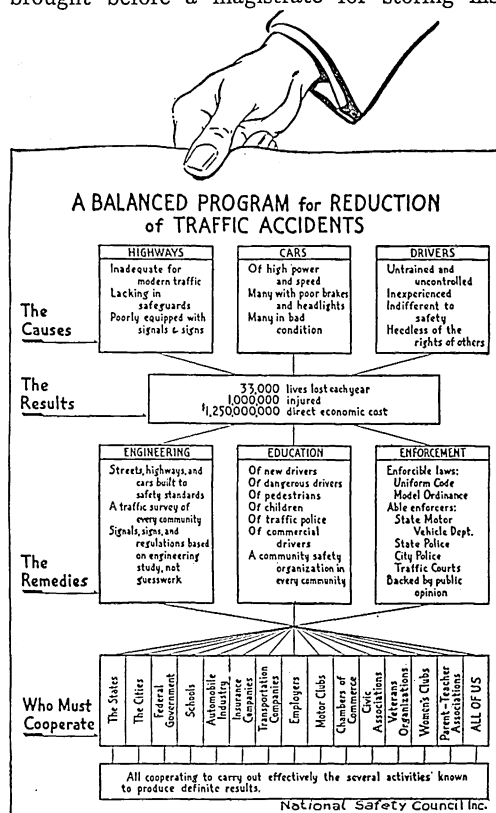 brought before a magistrate for storing
A BALANCED PROGRAM for REDUCTION
of TRAFFIC ACCIDENTS
The
Causes
HIGHWAYS
Inadequate for
modern traffic
Lacking in
safeguards
Poorly equipped with
signals & signs
CARS
Of high power
and speed
Many with poor brakes
and headlights
Many in bad
condition
DRIVERS
Untrained and
uncontrolled
Inexperienced
Indifferent to
safety
Heedless of the
rights of others
The
Results
33,000 lives lost each year
1,000,000 injured
$1,250,000,000 direct economic cost
The
Remedies
ENGINEERING
Streets, highways, and
cars built to
safety standards
A traffic survey of
every community
Signals, signs, and
regulations based
on engineering
study, not
guesswork
EDUCATION
Of new drivers
Of dangerous drivers
Of pedestrians
Of children
Of traffic police
Of commercial
drivers
A community safety
organization in
every community
ENFORCEMENT
Enforcible laws:
Uniform Code
Model Ordinance
Able enforcers:
State Motor
Vehicle Dept.
State Police
City Police
Traffic Courts
Backed by public
opinion
Who Must
Cooperate
The States
The Cities
Federal
Government
Schools
Automobile
Industry
Insurance
Companies
Transportation
Companies
Employers
Motor Clubs
Chambers of
Commerce
Civic
Associations
Veterans
Organizations
Women's Clubs
Parent-Teacher
Associations
ALL OF US
All cooperating to carry out effectively the several activities known
to produce definite results.
National Safety Council Inc.